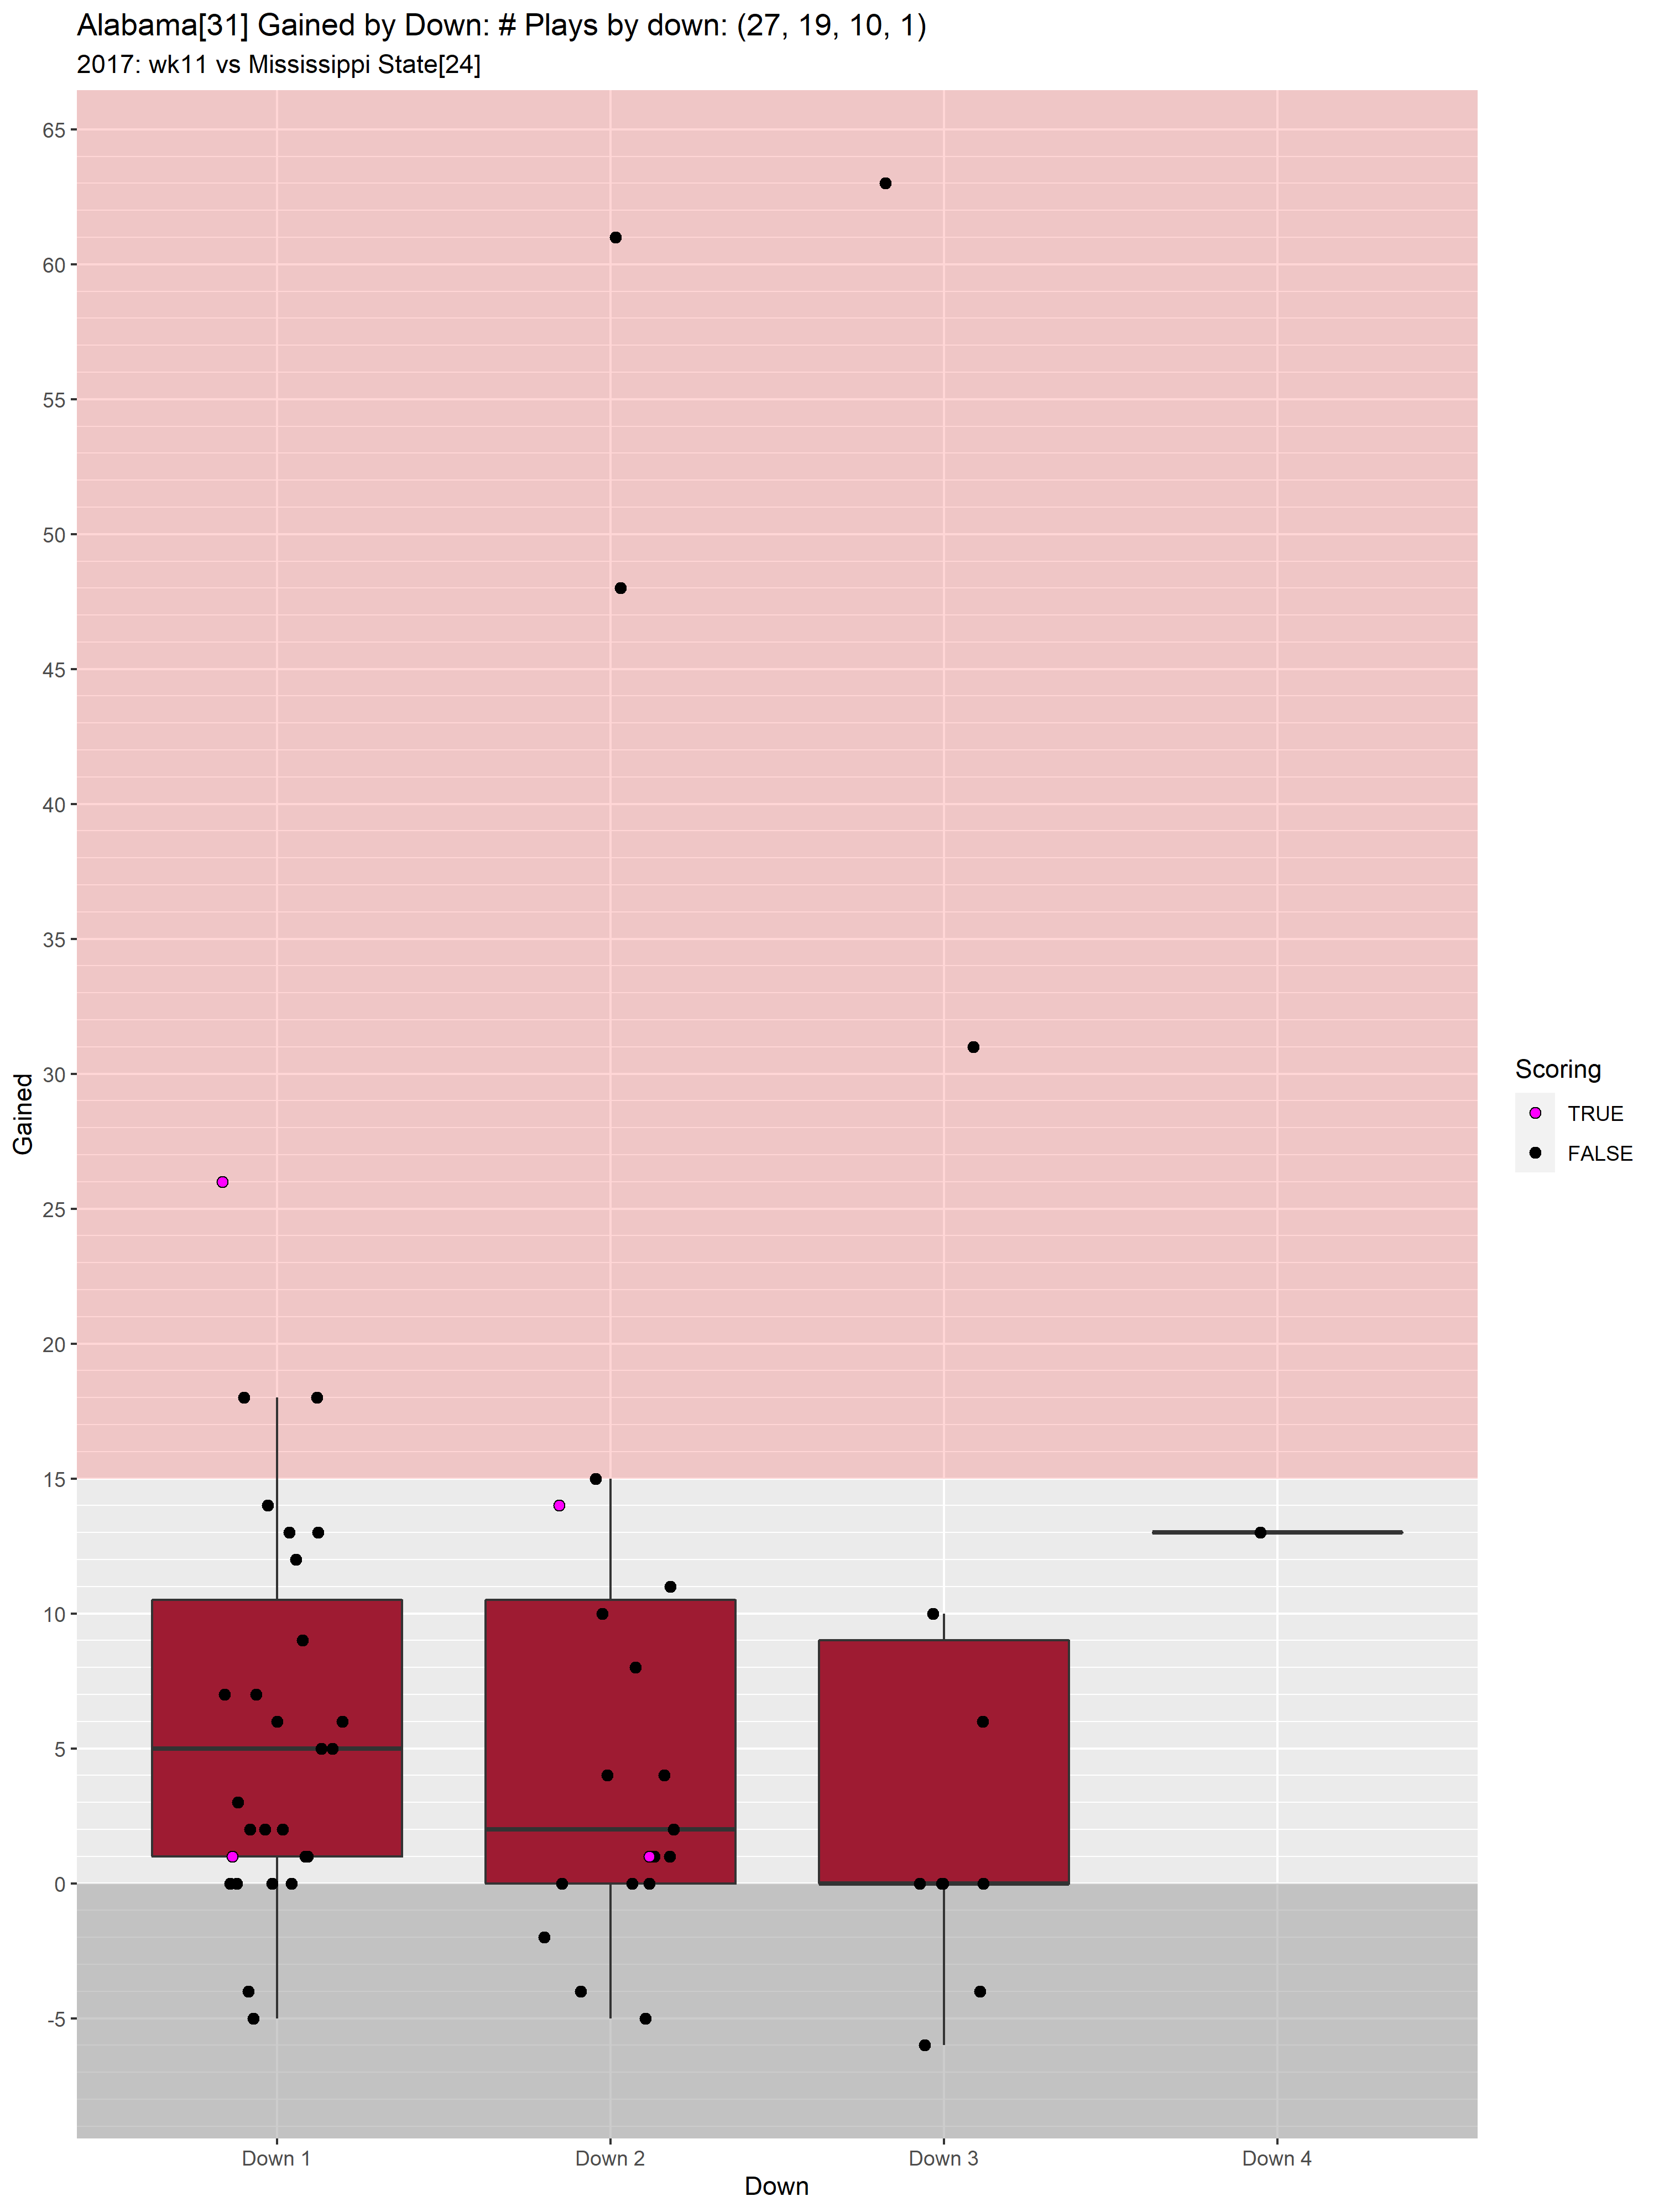 Alabama[31] Gained by Down: # Plays by down: (27, 19, 10, 1)
2017: wk11 vs Mississippi State[24]
65
60
55
50
45
40
35
30
25
20
15
10
5
0
-5
Gained
Down 1
Down 2
Down 3
Down 4
Down
Scoring
TRUE
FALSE